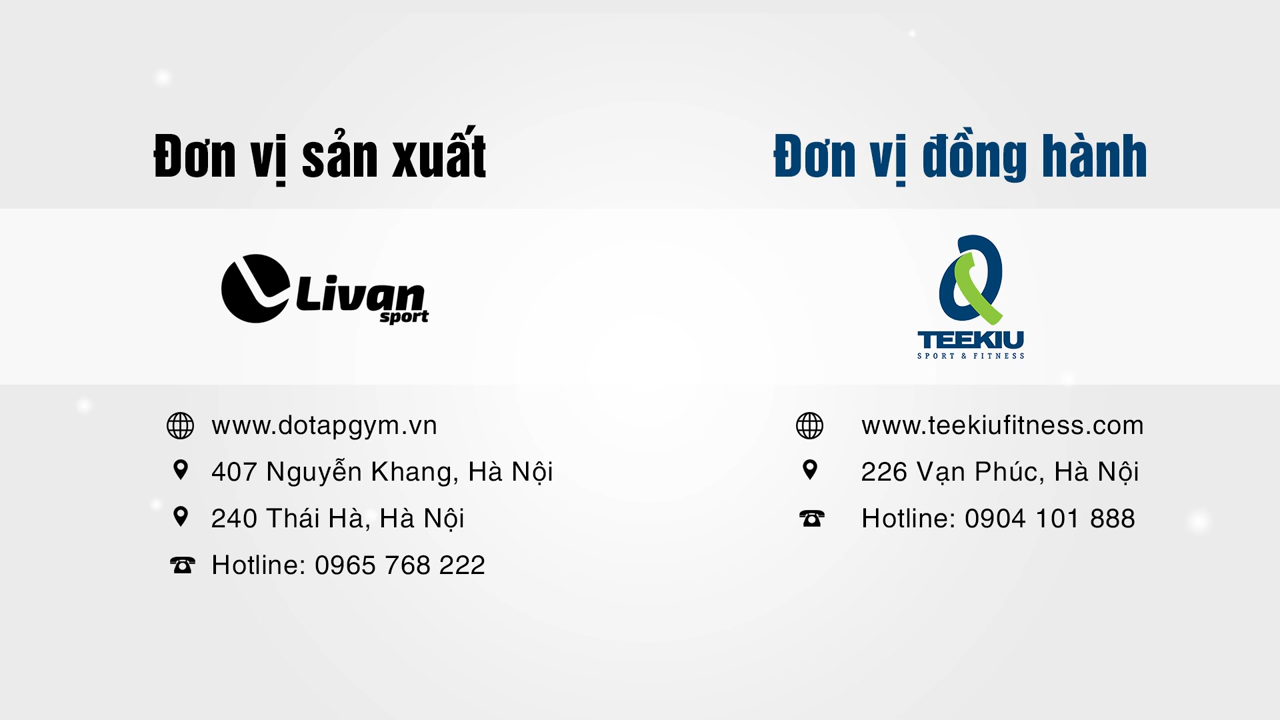 Đơn vị sản xuất
Livan
sport
www.dotapgym.vn
407 Nguyễn Khang, Hà Nội
240 Thái Hà, Hà Nội
Hotline: 0965 768 222
Đơn vị đồng hành
TEEKIU
SPORT & FITNESS
www.teekiufitness.com
226 Vạn Phúc, Hà Nội
Hotline: 0904 101 888